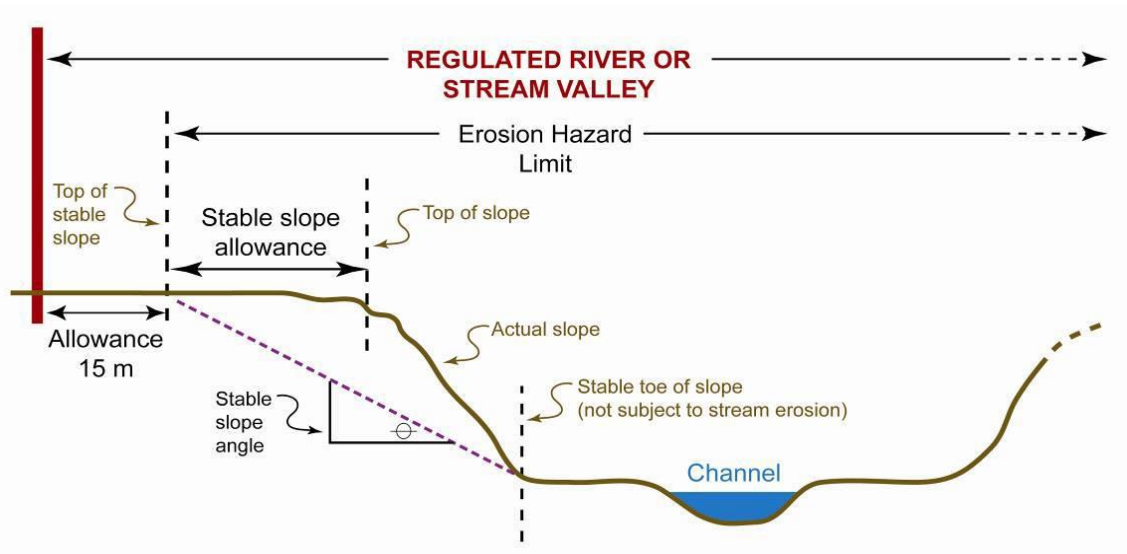 REGULATED RIVER OR
STREAM VALLEY
Erosion Hazard
Limit
Top of
stable
slope
Stable slope
allowance
Top of slope
Allowance
15 m
Actual slope
Stable
slope
angle
Θ
Stable toe of slope
(not subject to stream erosion)
Channel